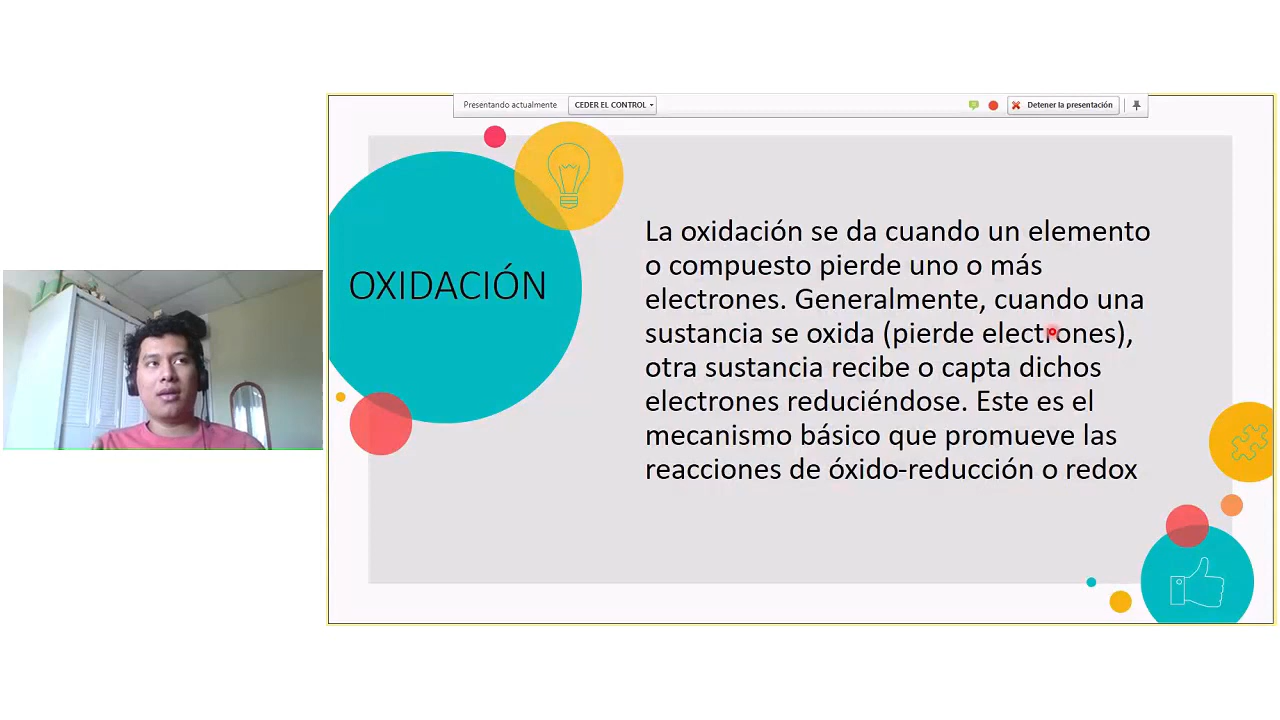 Presentando actualmente CEDER EL CONTROL Detener la presentación
OXIDACIÓN
La oxidación se da cuando un elemento
o compuesto pierde uno o más
electrones. Generalmente, cuando una
sustancia se oxida (pierde electrones),
otra sustancia recibe o capta dichos
electrones reduciéndose. Este es el
mecanismo básico que promueve las
reacciones de óxido-reducción o redox